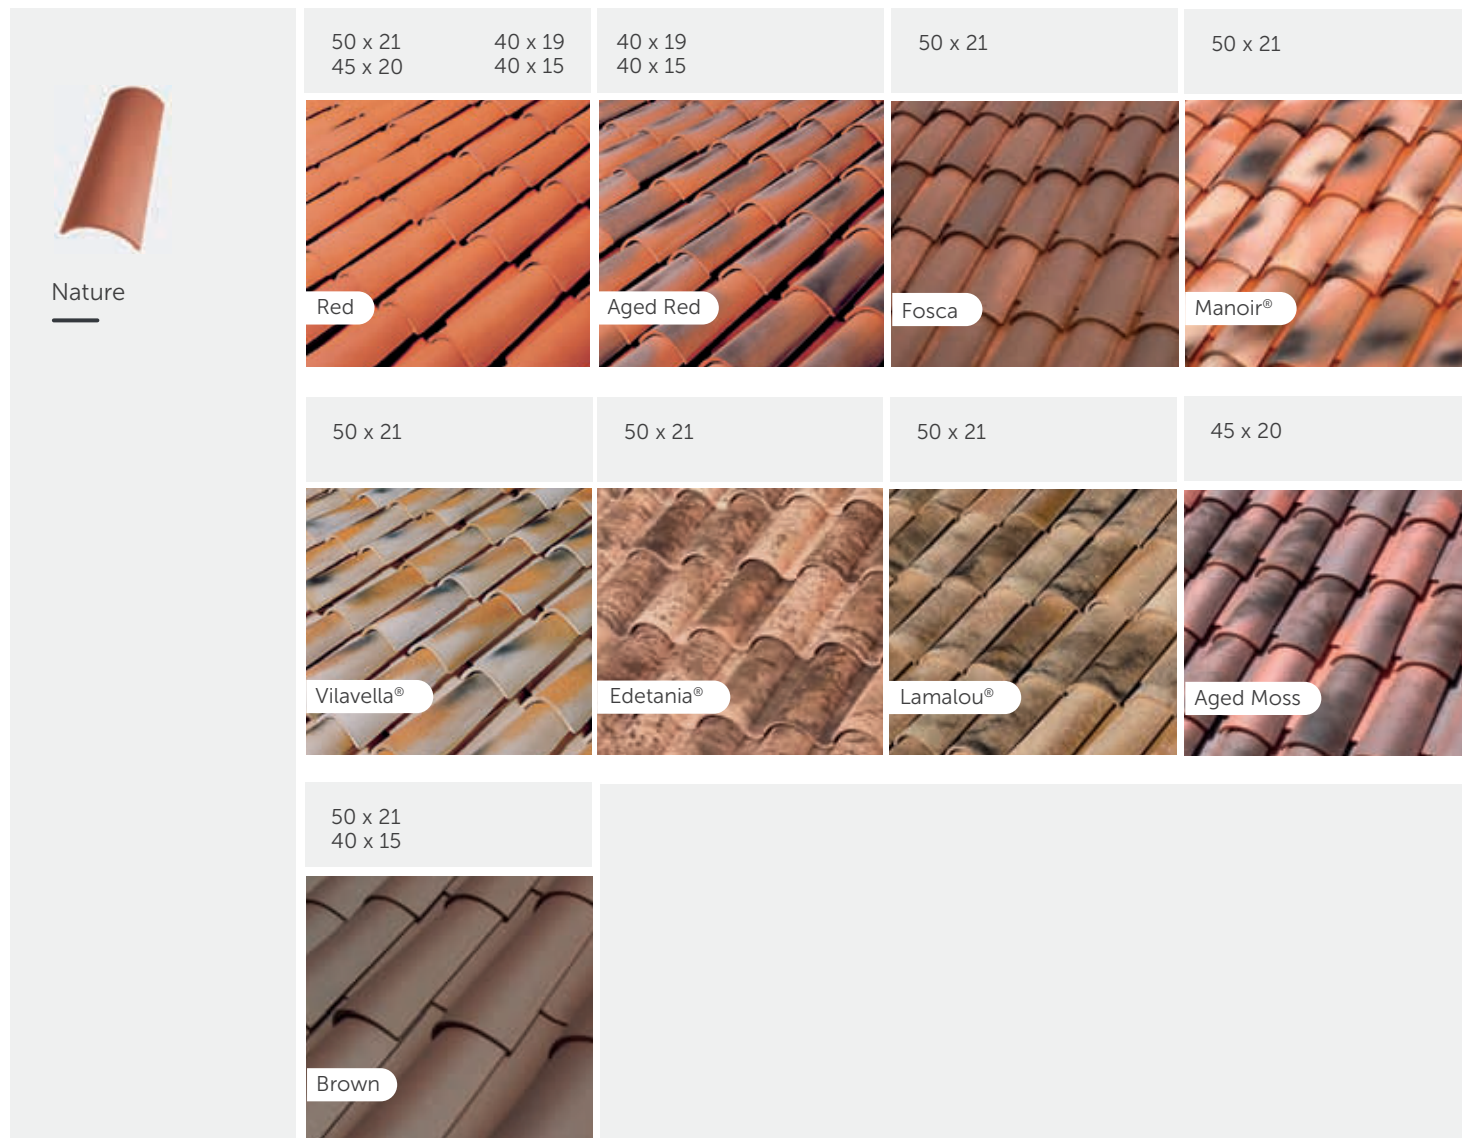 Nature
50 x 21 40 x 19
45 x 20 40 x 15
Red
40 x 19
40 x 15
Aged Red
50 x 21
Fosca
50 x 21
Manoir®
50 x 21
Vilavella®
50 x 21
Edetania®
50 x 21
Lamalou®
45 x 20
Aged Moss
50 x 21
40 x 15
Brown